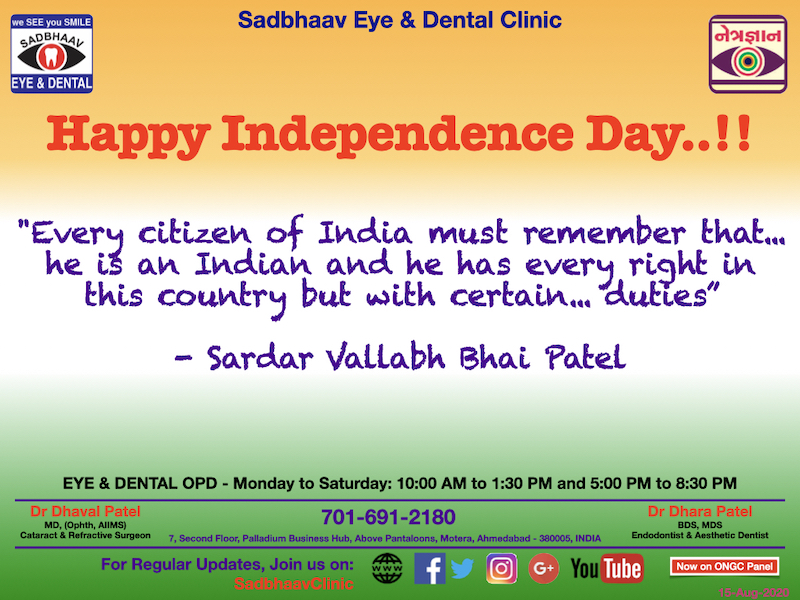 Sadbhaav Eye & Dental Clinic
we SEE you SMILE
SADBHAAV
EYE & DENTAL
નેત્રજ્ઞાન
Happy Independence Day..!!
"Every citizen of India must remember that...
he is an Indian and he has every right in
this country but with certain... duties”
- Sardar Vallabh Bhai Patel
EYE & DENTAL OPD - Monday to Saturday: 10:00 AM to 1:30 PM and 5:00 PM to 8:30 PM
Dr Dhaval Patel
MD, (Ophth, AIIMS)
Cataract & Refractive Surgeon
701-691-2180
7, Second Floor, Palladium Business Hub, Above Pantaloons, Motera, Ahmedabad - 380005, INDIA
Dr Dhara Patel
BDS, MDS
Endodontist & Aesthetic Dentist
For Regular Updates, Join us on:
SadbhaavClinic
WWW
f
G+
You Tube
Now on ONGC Panel
15-Aug-2020